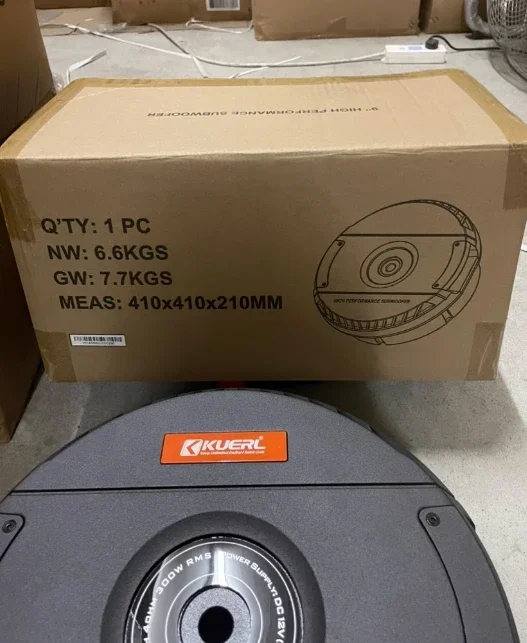 9" HIGH PERFORMANCE SUBWOOFER
Q'TY: 1 PC
NW: 6.6KGS
GW: 7.7KGS
MEAS: 410x410x210MM
HIGH PERFORMANCE SUBWOOFER
KUERL
300W RMS
POWER SUPPLY: DC 12V